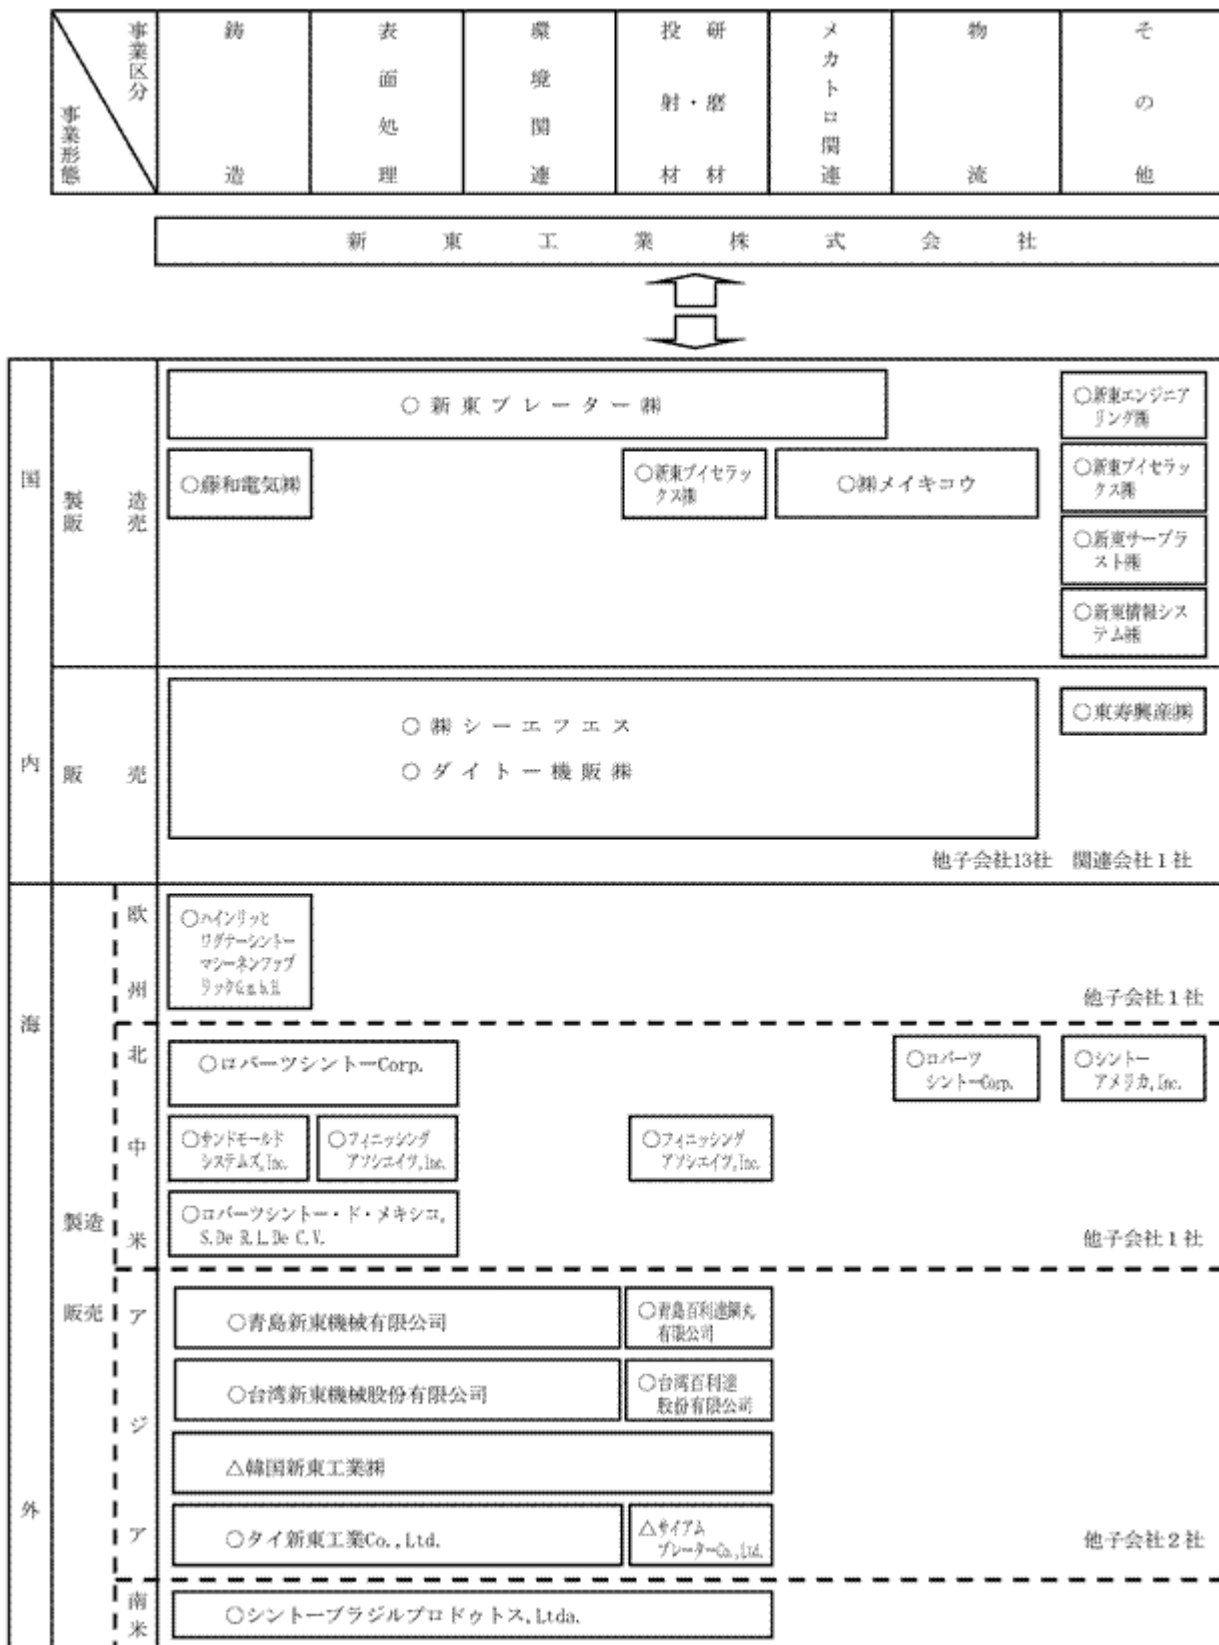 事業区分
事業形態
鋳造
表面処理
環境関連
投射・研磨材材
メカトロ関連
物流
その他
新東工業株式会社
国内
製造
販売
○新東ブレーター㈱
○新東エンジニア
リング㈱
○藤和電気㈱
○新東ブイセラッ
クス㈱
○㈱メイキコウ
○新東ブイセラッ
クス㈱
○新東サーブラ
スト㈱
○新東情報シス
テム㈱
販売
○㈱シーエフエス
○ダイトー機販㈱
○東寿興産㈱
他子会社13社 関連会社1社
海外
製造
販売
欧州
○ハインリッヒ
ワグナーシントー
マシーネンファブ
リックG.m.b.H.
他子会社1社
北中米
○ロバーツシントーCorp.
○ロバーツ
シントーCorp.
○シントー
アメリカ,Inc.
○サンドモールド
システムズ,Inc.
○フィニッシング
アソシエイツ,Inc.
○フィニッシング
アソシエイツ,Inc.
○ロバーツシントー・ド・メキシコ,
S.De R.L.De C.V.
他子会社1社
アジア
○青島新東機械有限公司
○青島百利達鋼丸
有限公司
○台湾新東機械股份有限公司
○台湾百利達
股份有限公司
△韓国新東工業㈱
○タイ新東工業Co.,Ltd.
△サイアム
ブレーターCo.,Ltd.
他子会社2社
南米
○シントーブラジルプロドゥトス,Ltda.